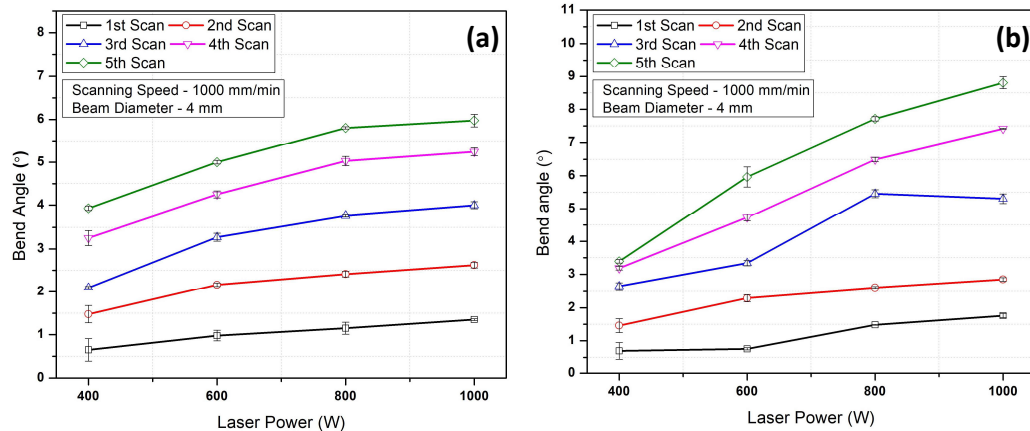 (a)
1st Scan 2nd Scan
3rd Scan 4th Scan
5th Scan
Scanning Speed - 1000 mm/min
Beam Diameter - 4 mm
8
7
6
5
4
3
2
1
0
Bend Angle (°)
400 600 800 1000
Laser Power (W)
(b)
1st Scan 2nd Scan
3rd Scan 4th Scan
5th Scan
Scanning Speed - 1000 mm/min
Beam Diameter - 4 mm
11
10
9
8
7
6
5
4
3
2
1
0
Bend angle (°)
400 600 800 1000
Laser Power (W)